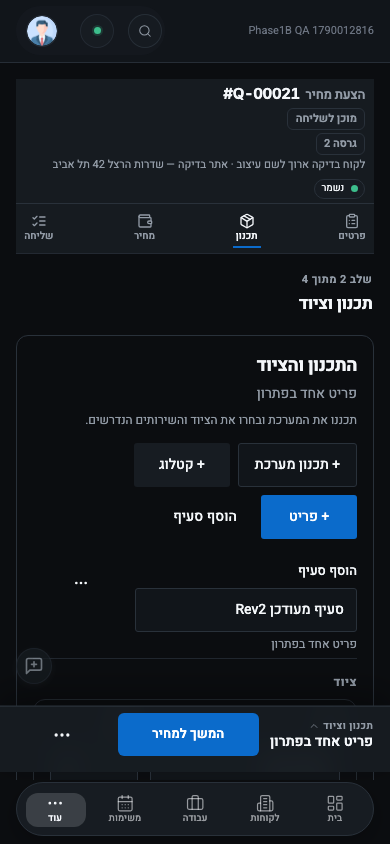 Phase1B QA 1790012816
הצעת מחיר #Q-00021
מוכן לשליחה
גרסה 2
לקוח בדיקה ארוך לשם עיצוב · אתר בדיקה — שדרות הרצל 42 תל אביב
נשמר
פרטים
תכנון
מחיר
שליחה
שלב 2 מתוך 4
תכנון וציוד
התכנון והציוד
פריט אחד בפתרון
תכננו את המערכת ובחרו את הציוד והשירותים הנדרשים.
+ תכנון מערכת
+ קטלוג
+ פריט
הוסף סעיף
הוסף סעיף
סעיף מעודכן Rev2
פריט אחד בפתרון
ציוד
תכנון וציוד
פריט אחד בפתרון
המשך למחיר
בית
לקוחות
עבודה
משימות
עוד